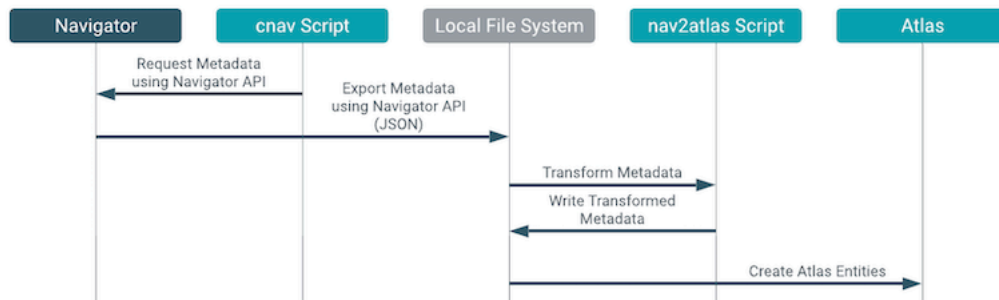 Navigator
cnav Script
Local File System
nav2atlas Script
Atlas
Request Metadata
using Navigator API
Export Metadata
using Navigator API
(JSON)
Transform Metadata
Write Transformed
Metadata
Create Atlas Entities